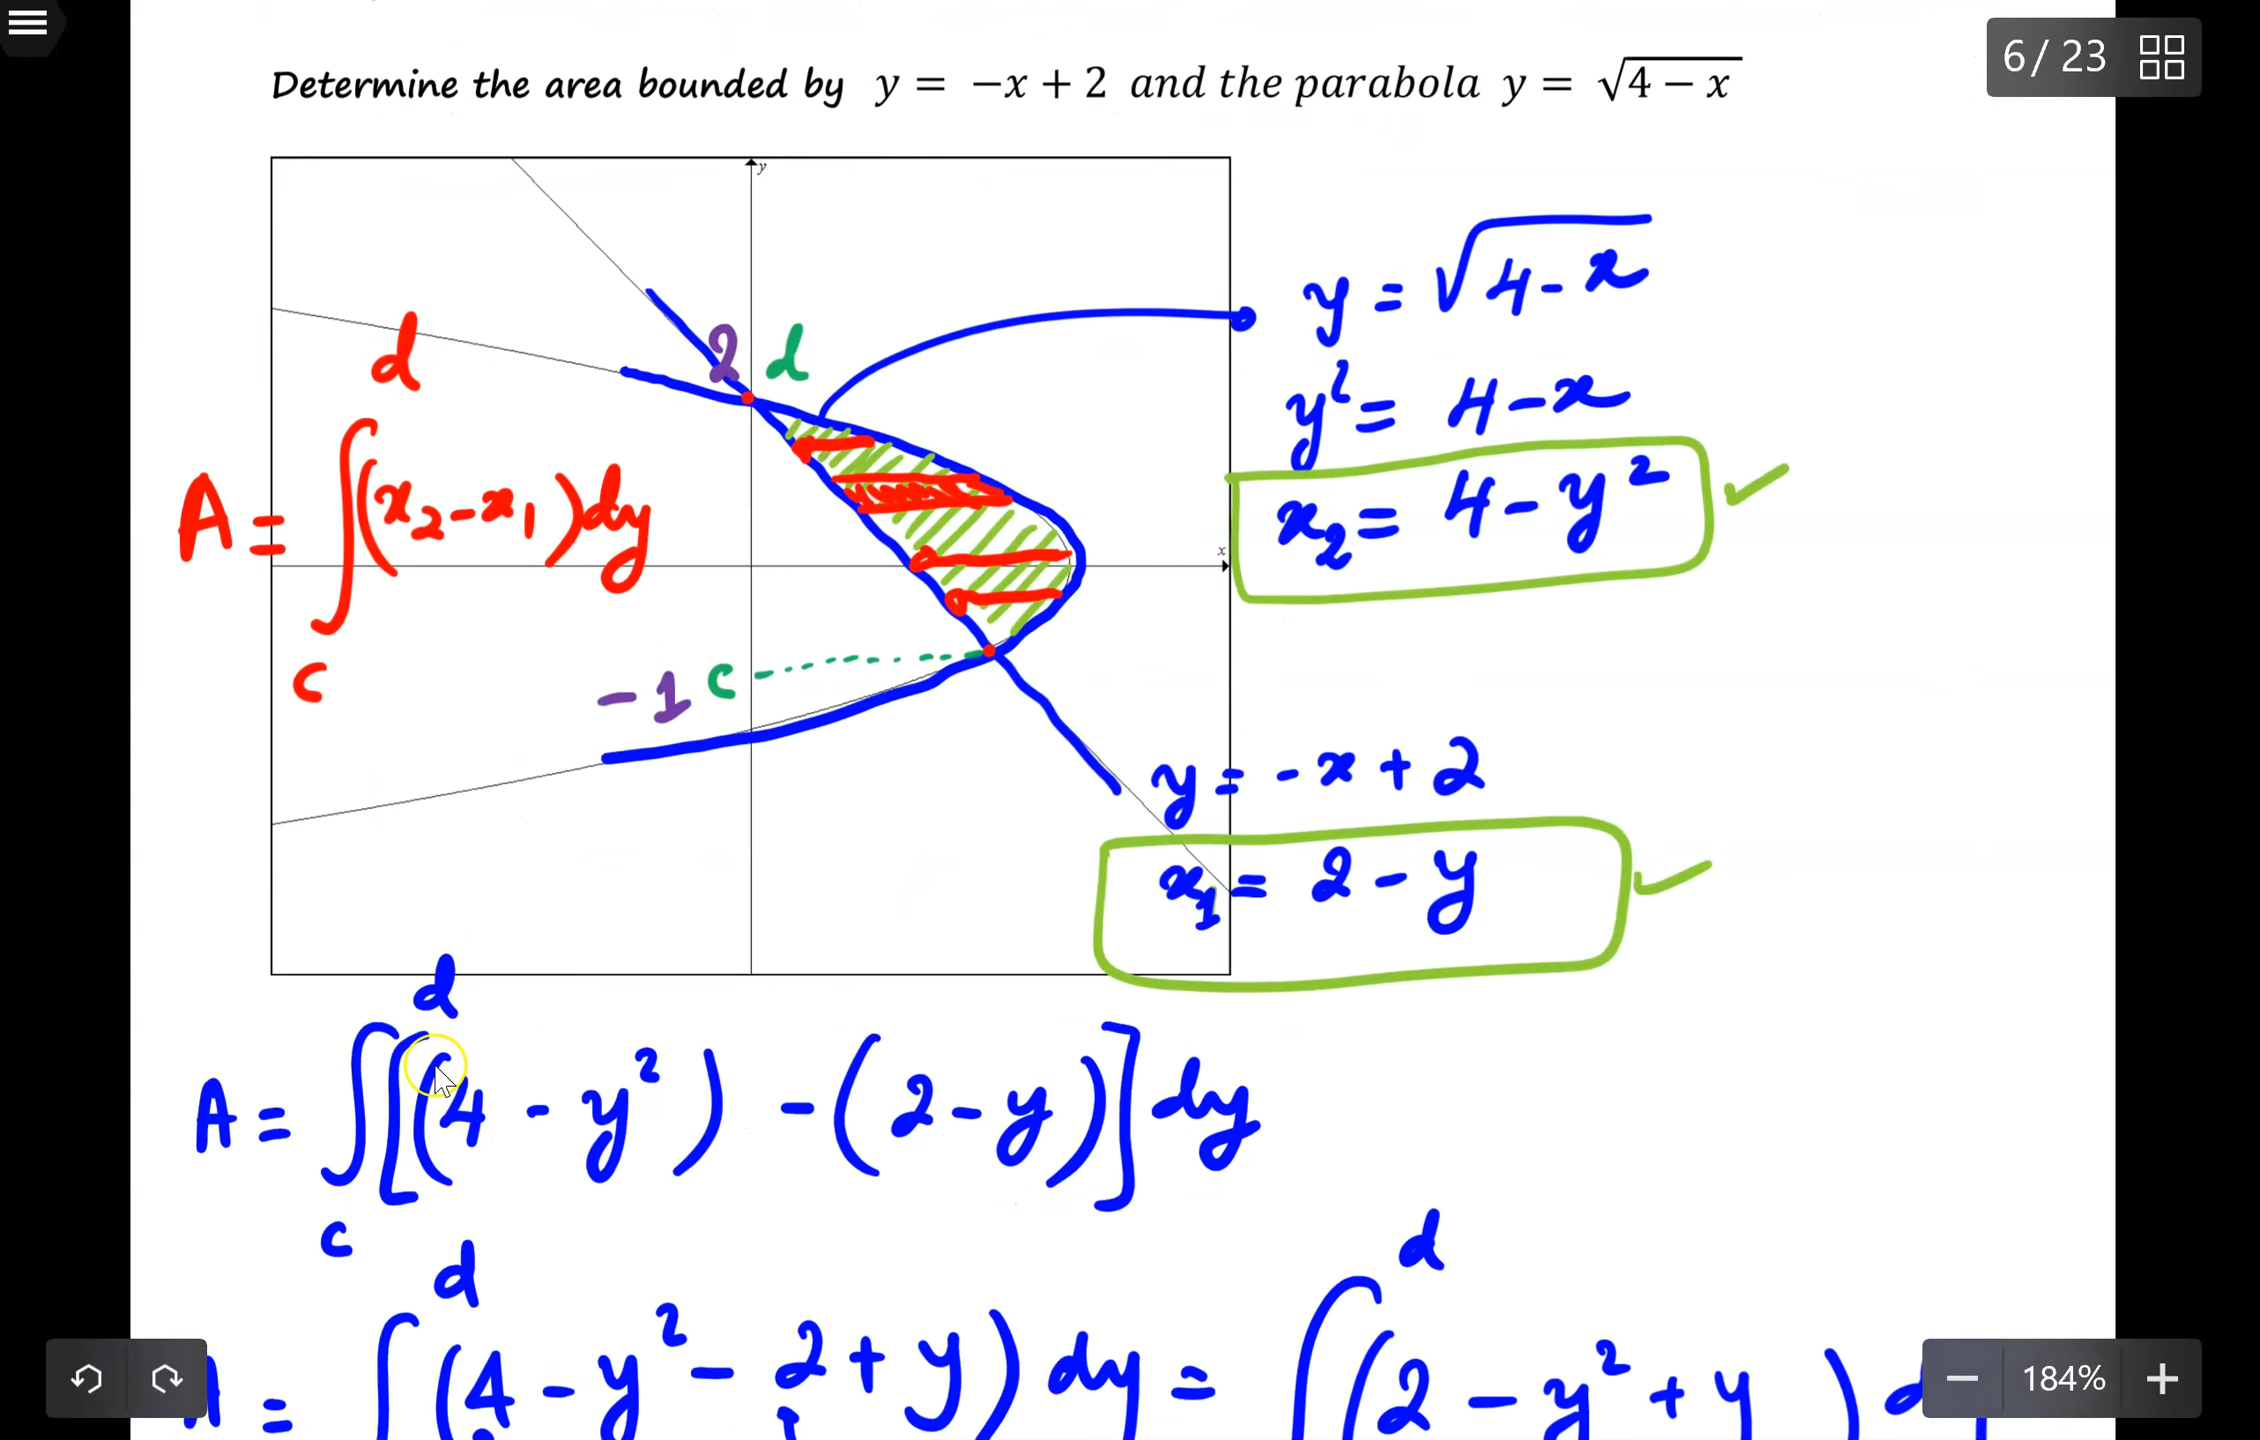 6 / 23
Determine the area bounded by y = −x + 2 and the parabola y = √4 − x
y
x
2 d
d
A = ∫(x₂-x₁)dy
c
-1 c
y = √4-x
y² = 4-x
x₂ = 4-y²
y = -x+2
x₁ = 2-y
d
A = ∫[(4 - y²) - (2-y)]dy
c
d
d
A = ∫(4-y²-2+y)dy = ∫(2-y²+y)d
184%